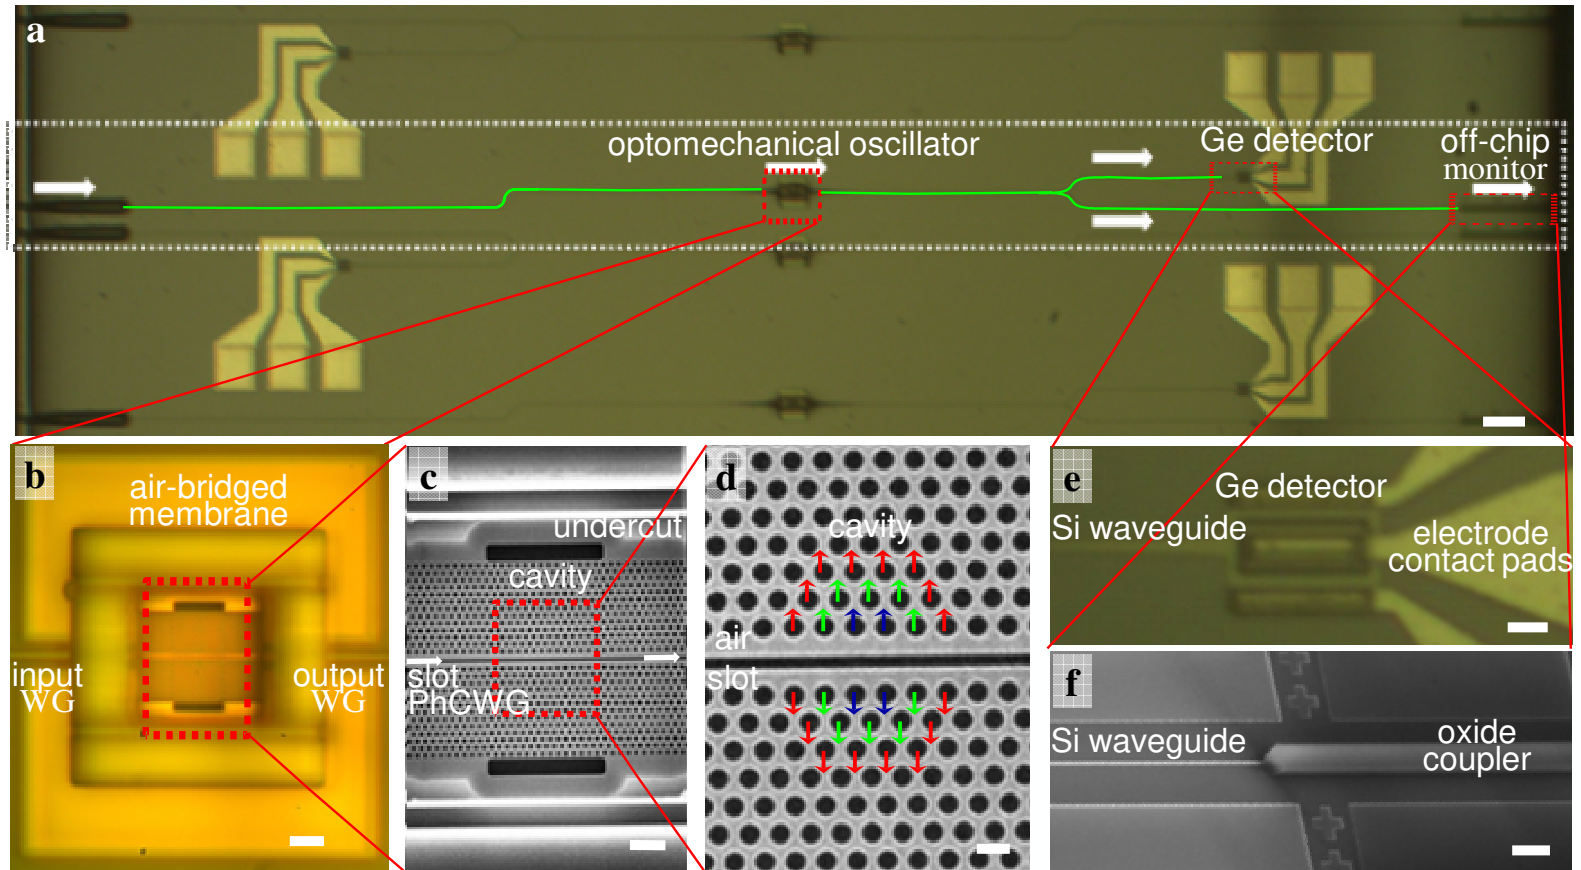 a
optomechanical oscillator
Ge detector
off-chip
monitor
b
air-bridged
membrane
input
WG
output
WG
c
undercut
cavity
slot
PhCWG
d
cavity
air
slot
e
Ge detector
Si waveguide
electrode
contact pads
f
Si waveguide
oxide
coupler